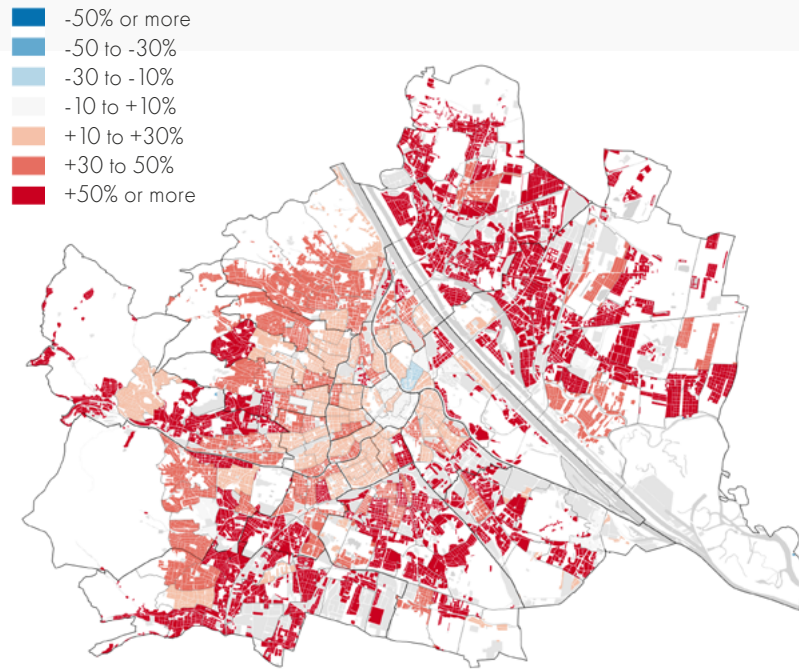 -50% or more
-50 to -30%
-30 to -10%
-10 to +10%
+10 to +30%
+30 to 50%
+50% or more